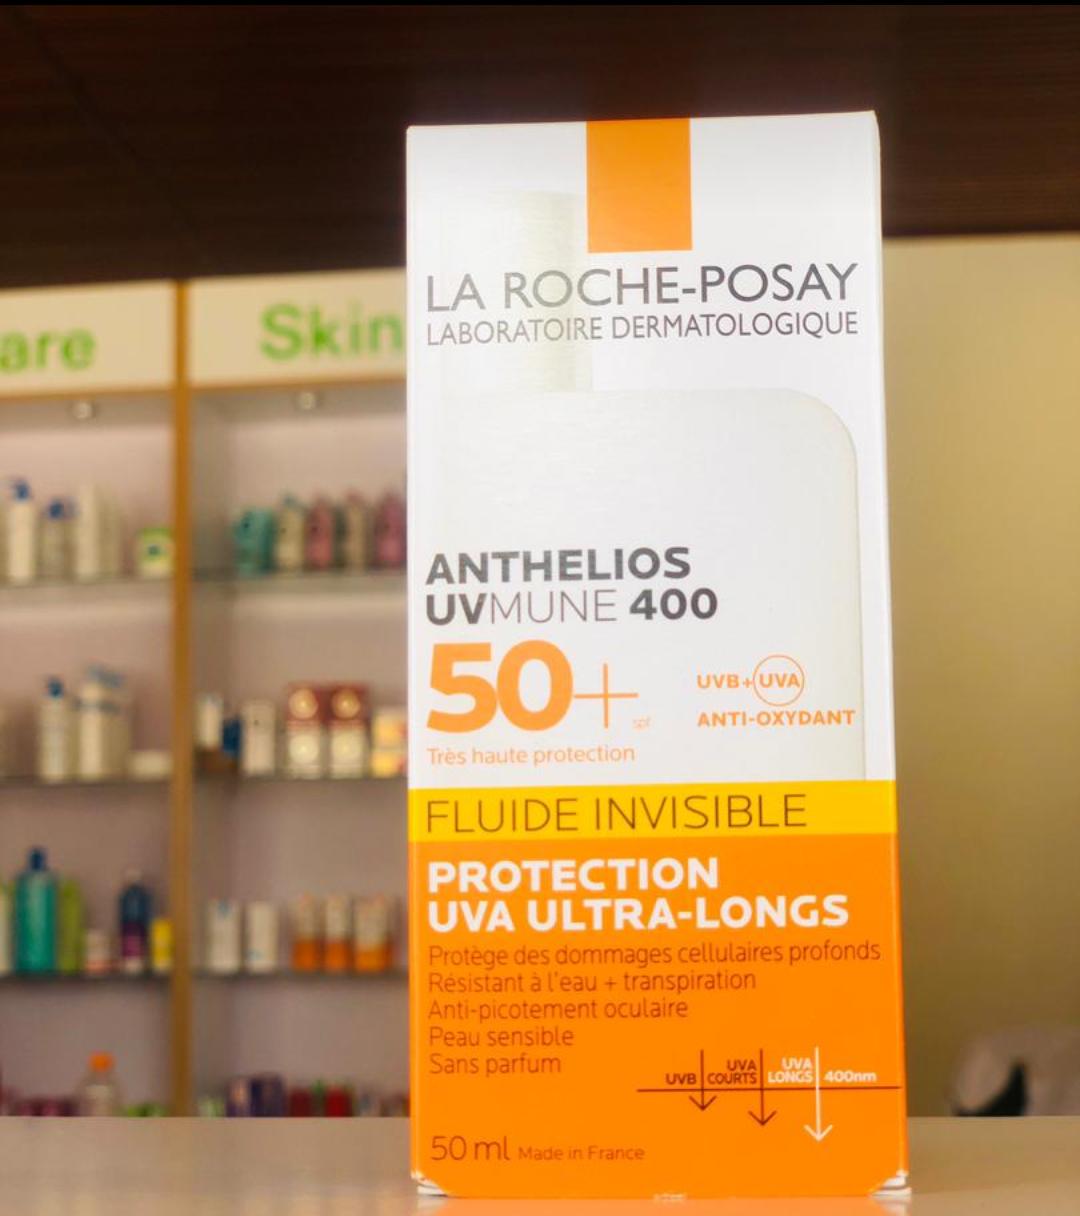 are
Skin
LA ROCHE-POSAY
LABORATOIRE DERMATOLOGIQUE
ANTHELIOS
UVMUNE 400
50+
spf
UVB+UVA
ANTI-OXYDANT
Très haute protection
FLUIDE INVISIBLE
PROTECTION
UVA ULTRA-LONGS
Protège des dommages cellulaires profonds
Résistant à l'eau + transpiration
Anti-picotement oculaire
Peau sensible
Sans parfum
UVB
UVA
COURTS
UVA
LONGS
400nm
50 ml Made in France